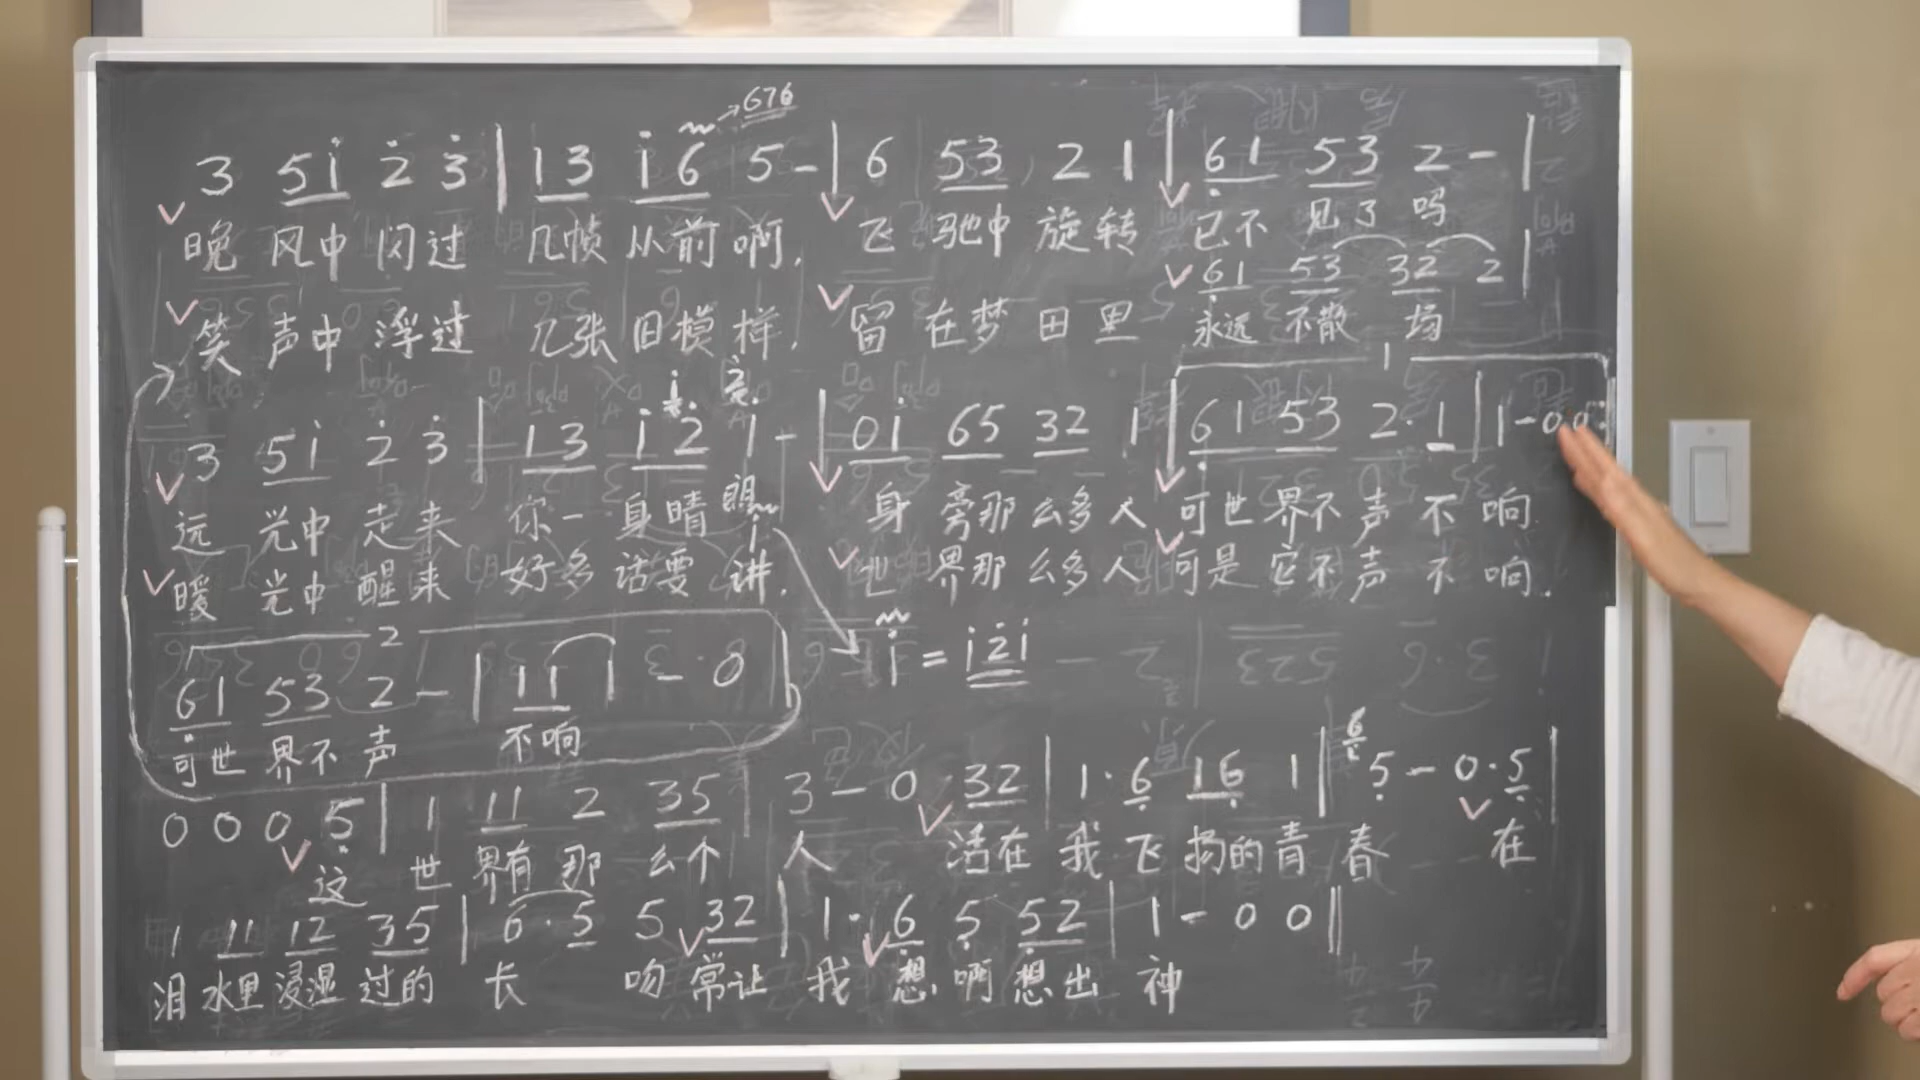 676
3 51 2 3 | 13 16 5 - | 6 53 2 1 | 61 53 2 - |
晚 风中 闪过 几帧 从前 啊, 飞 驰中 旋转 已不 见了 吗
61 53 32 2 |
笑 声中 浮过 几张 旧模样, 留 在梦 田里 永远 不散 场
1
3 51 2 3 | 13 12 1 - | 01 65 32 1 | 61 53 2· 1 | 1 - 0
远 光中 走来 你一 身晴 朗 身 旁那 么多 人 可世 界不 声 不 响
暖 光中 醒来 好多 话要 讲. 世 界那 么多 人 可是 它不 声 不 响.
2
61 53 2 - | 11 1 - 0 | 1 = 121
可世 界不 声 不响
0 0 0 5 | 1 11 2 35 | 3 - 0 32 | 1· 6 16 1 | 5 - 0· 5 |
这 世 界有 那 么个 人 活在 我 飞 扬的 青 春 在
1 11 12 35 | 6· 5 5 32 | 1· 6 5 52 | 1 - 0 0 ‖
泪 水里 浸湿 过的 长 吻 常让 我 想 啊 想出 神